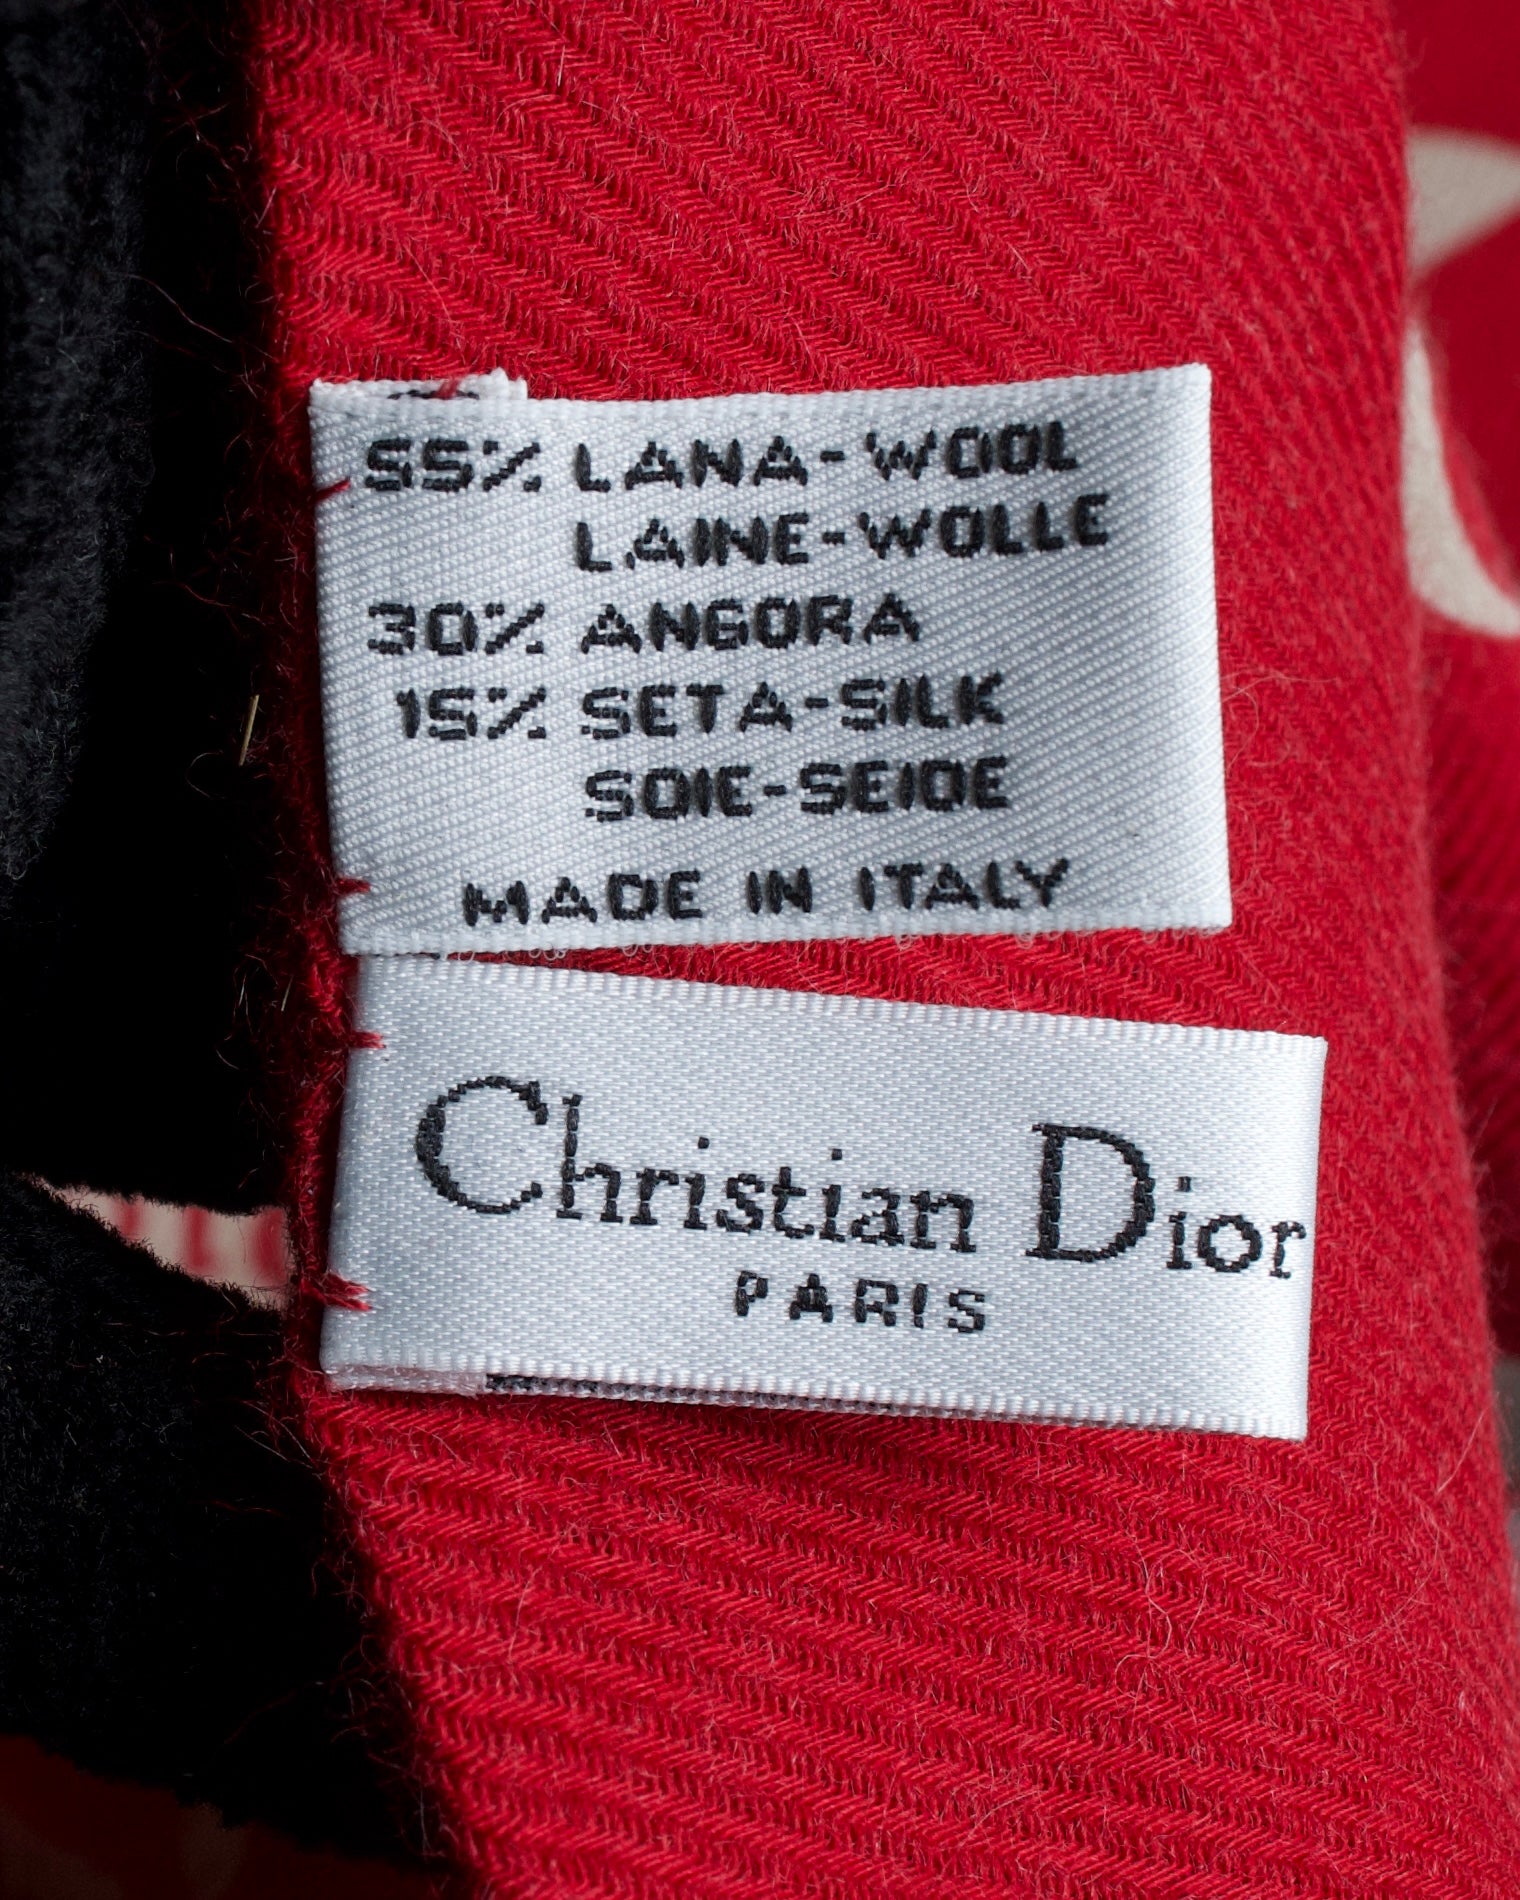 55% LANA-WOOL
LAINE-WOLLE
30% ANGORA
15% SETA-SILK
SOIE-SEIDE
MADE IN ITALY
Christian Dior
PARIS